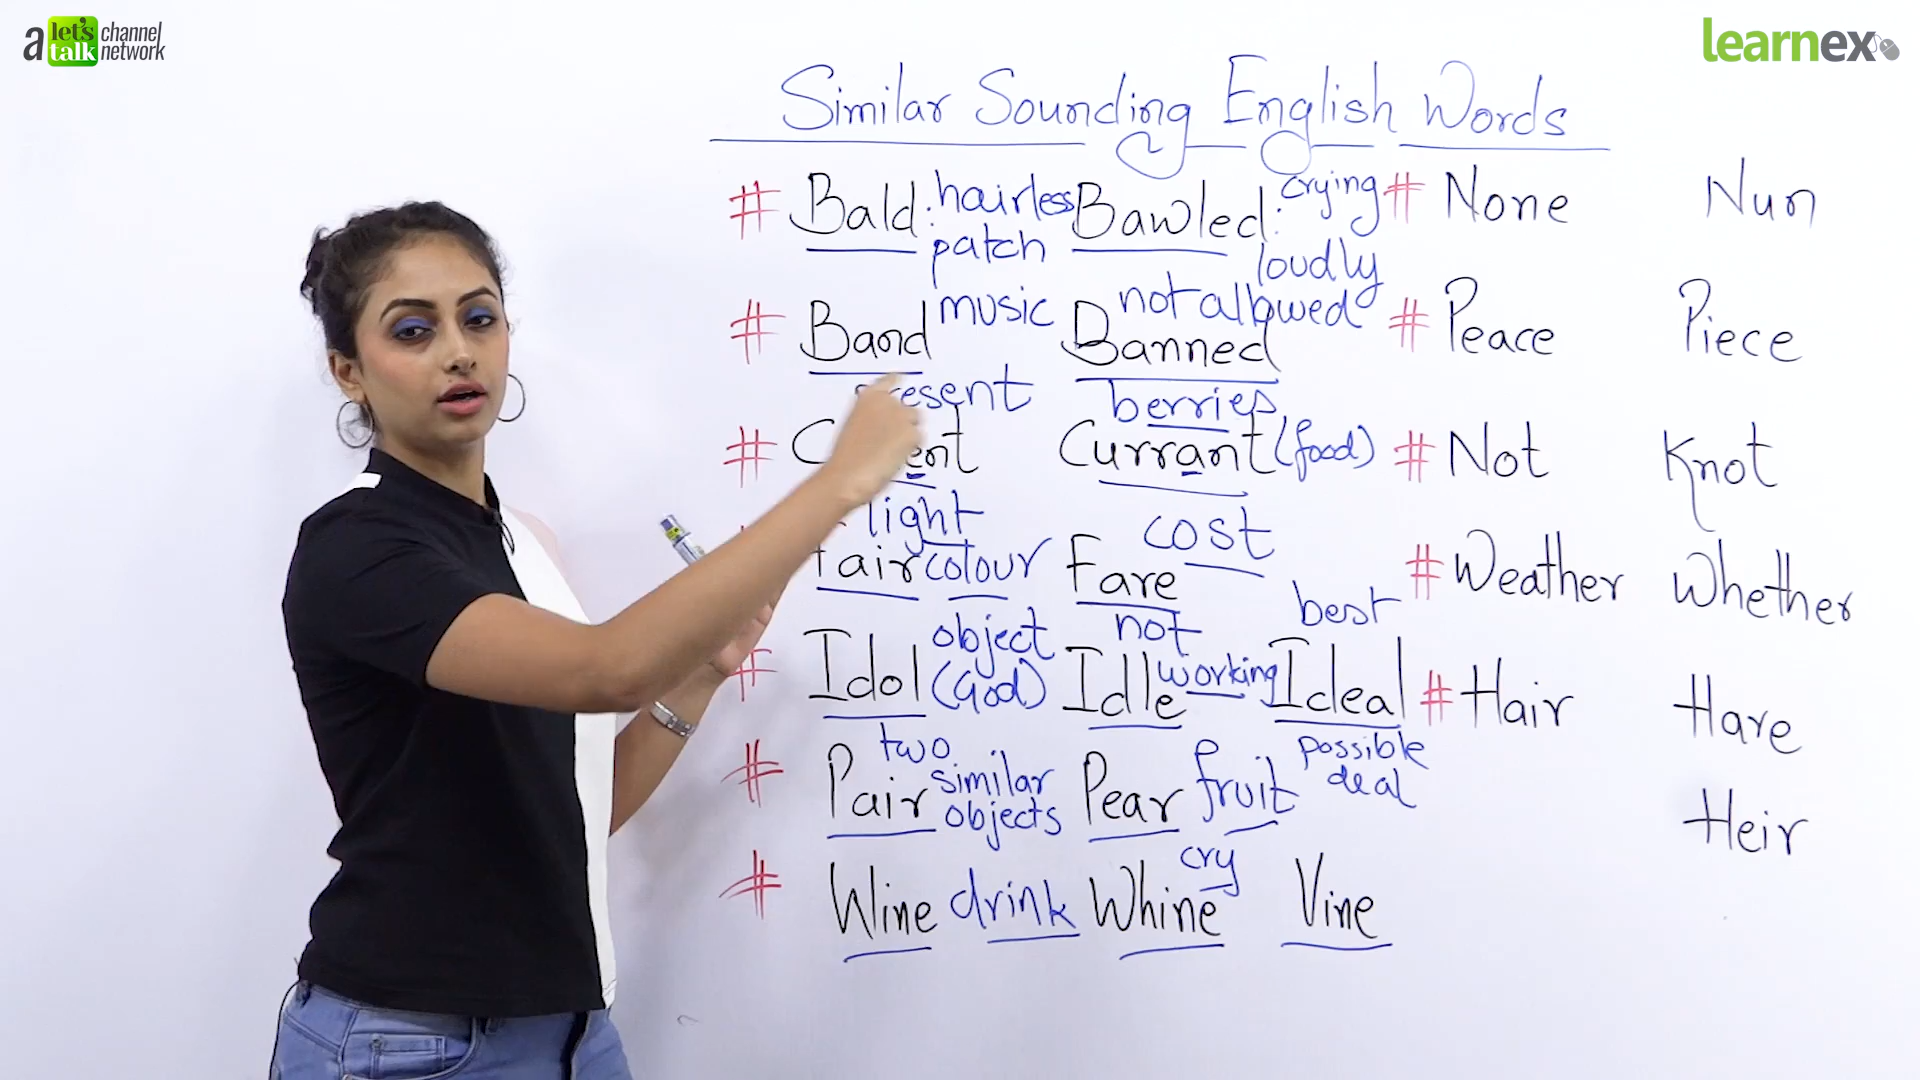 a let's talk channel network
learnex
Similar Sounding English Words
# Bald: hairless patch Bawled: crying loudly
# Band music Banned not allowed
present berries
# Currant (food)
light cost
Fair colour Fare
# Idol object (God) Idle not working Ideal best possible deal
# Pair two similar objects Pear fruit
# Wine drink Whine cry Vine
# None Nun
# Peace Piece
# Not Knot
# Weather Whether
# Hair Hare
Heir